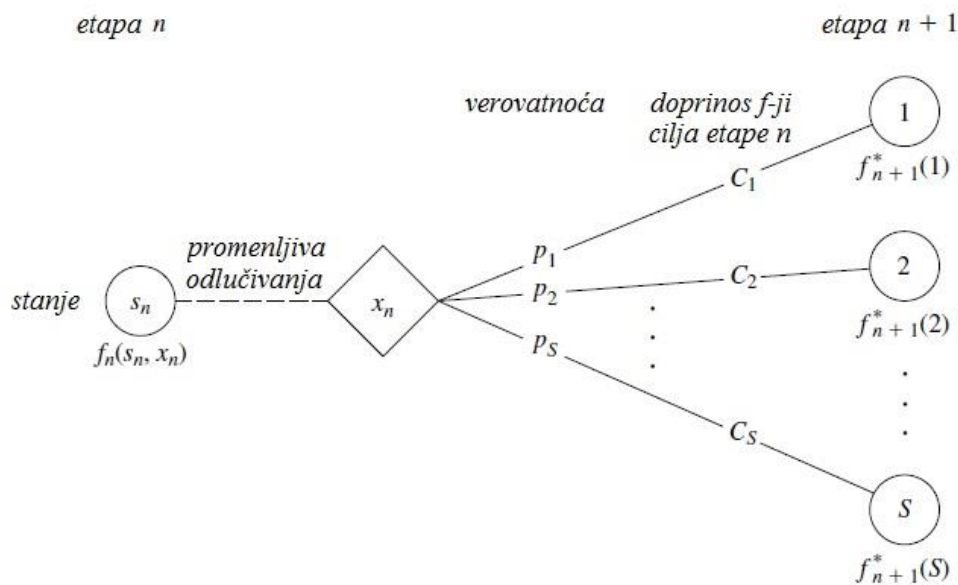 etapa n
etapa n + 1
verovatnoća
doprinos f-ji
cilja etape n
1
f*n + 1(1)
C1
promenljiva
odlučivanja
p1
stanje
sn
xn
p2
C2
2
f*n + 1(2)
fn(sn, xn)
pS
CS
S
f*n + 1(S)